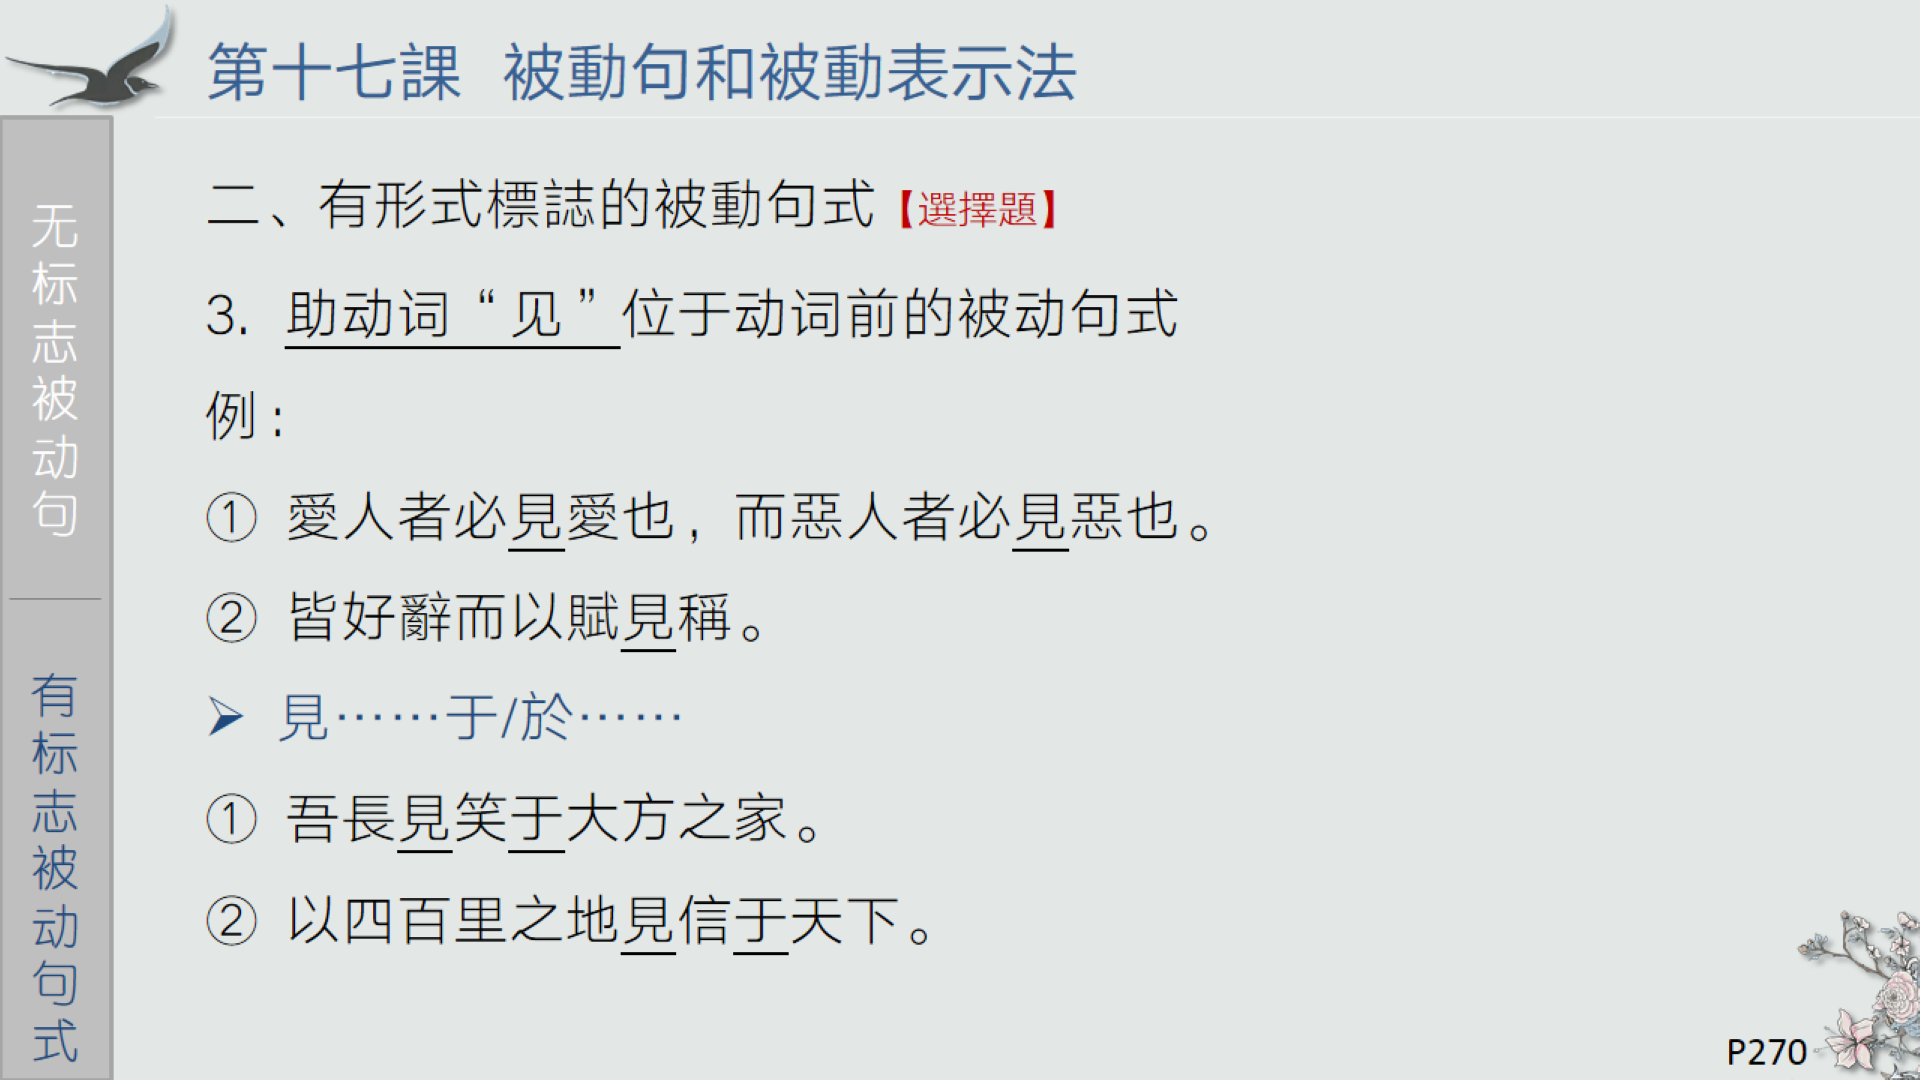 第十七課 被動句和被動表示法
无标志被动句
有标志被动句式
二、有形式標誌的被動句式【選擇題】
3. 助动词“见”位于动词前的被动句式
例：
① 愛人者必見愛也，而惡人者必見惡也。
② 皆好辭而以賦見稱。
➢ 見……于/於……
① 吾長見笑于大方之家。
② 以四百里之地見信于天下。
P270